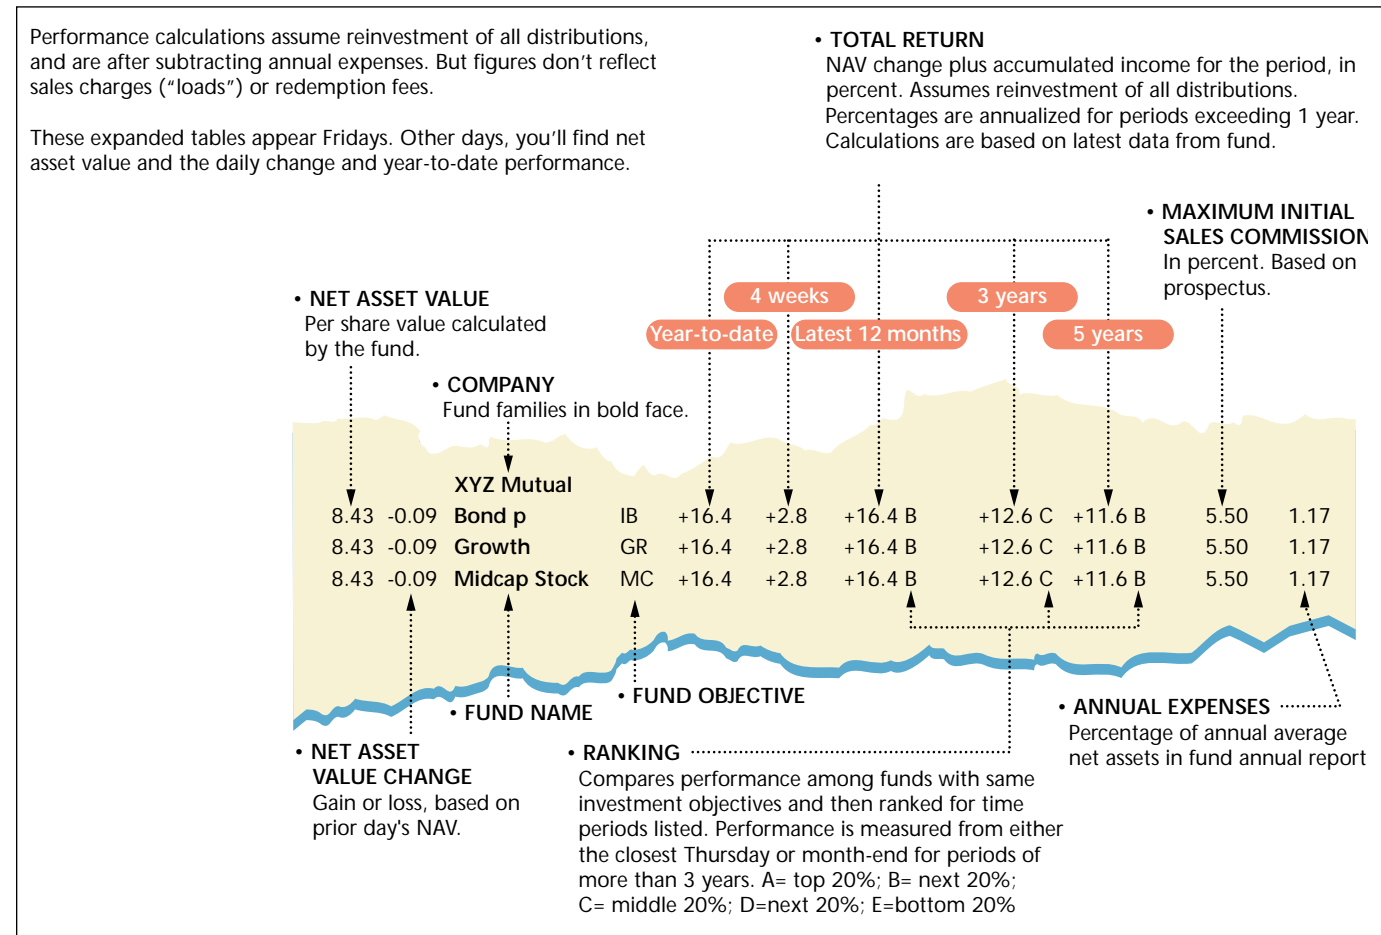 Performance calculations assume reinvestment of all distributions,
and are after subtracting annual expenses. But figures don’t reflect
sales charges (“loads”) or redemption fees.
These expanded tables appear Fridays. Other days, you’ll find net
asset value and the daily change and year-to-date performance.
• TOTAL RETURN
NAV change plus accumulated income for the period, in
percent. Assumes reinvestment of all distributions.
Percentages are annualized for periods exceeding 1 year.
Calculations are based on latest data from fund.
• MAXIMUM INITIAL
SALES COMMISSION
In percent. Based on
prospectus.
• NET ASSET VALUE
Per share value calculated
by the fund.
• COMPANY
Fund families in bold face.
4 weeks
3 years
Year-to-date
Latest 12 months
5 years
XYZ Mutual
8.43 -0.09 Bond p IB +16.4 +2.8 +16.4 B +12.6 C +11.6 B 5.50 1.17
8.43 -0.09 Growth GR +16.4 +2.8 +16.4 B +12.6 C +11.6 B 5.50 1.17
8.43 -0.09 Midcap Stock MC +16.4 +2.8 +16.4 B +12.6 C +11.6 B 5.50 1.17
• FUND OBJECTIVE
• FUND NAME
• NET ASSET
VALUE CHANGE
Gain or loss, based on
prior day's NAV.
• RANKING
Compares performance among funds with same
investment objectives and then ranked for time
periods listed. Performance is measured from either
the closest Thursday or month-end for periods of
more than 3 years. A= top 20%; B= next 20%;
C= middle 20%; D=next 20%; E=bottom 20%
• ANNUAL EXPENSES
Percentage of annual average
net assets in fund annual report